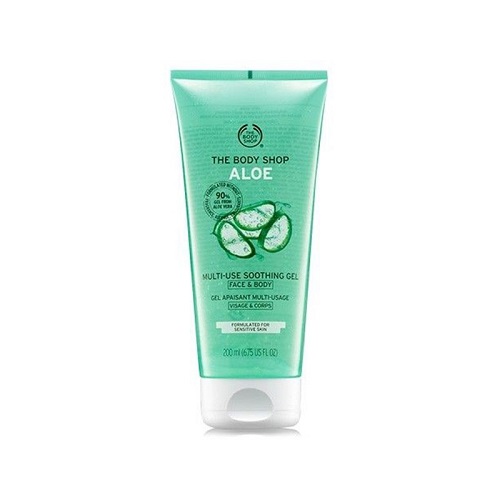 THE
BODY
SHOP
THE BODY SHOP
ALOE
90%
GEL FROM
ALOE VERA
MULTI-USE SOOTHING GEL
FACE & BODY
GEL APAISANT MULTI-USAGE
VISAGE & CORPS
FORMULATED FOR
SENSITIVE SKIN
200 ml (6.75 US FL OZ)